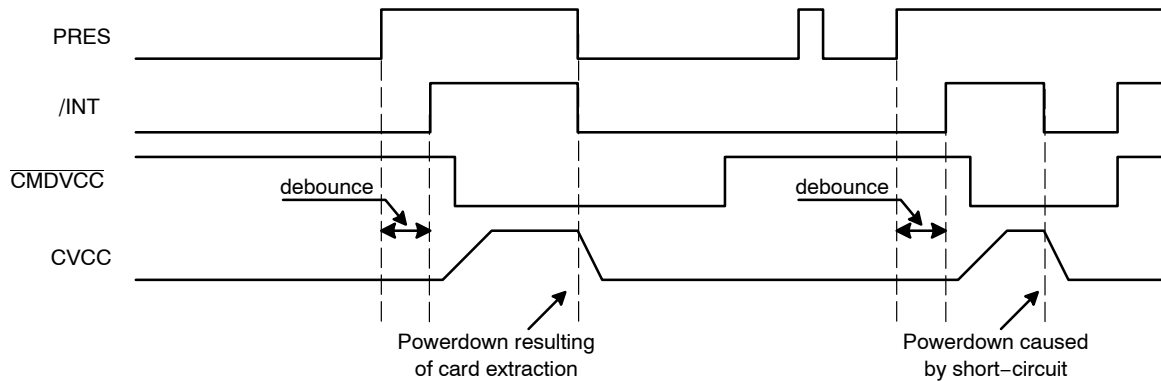 PRES
/INT
CMDVCC
debounce
debounce
CVCC
Powerdown resulting
of card extraction
Powerdown caused
by short−circuit